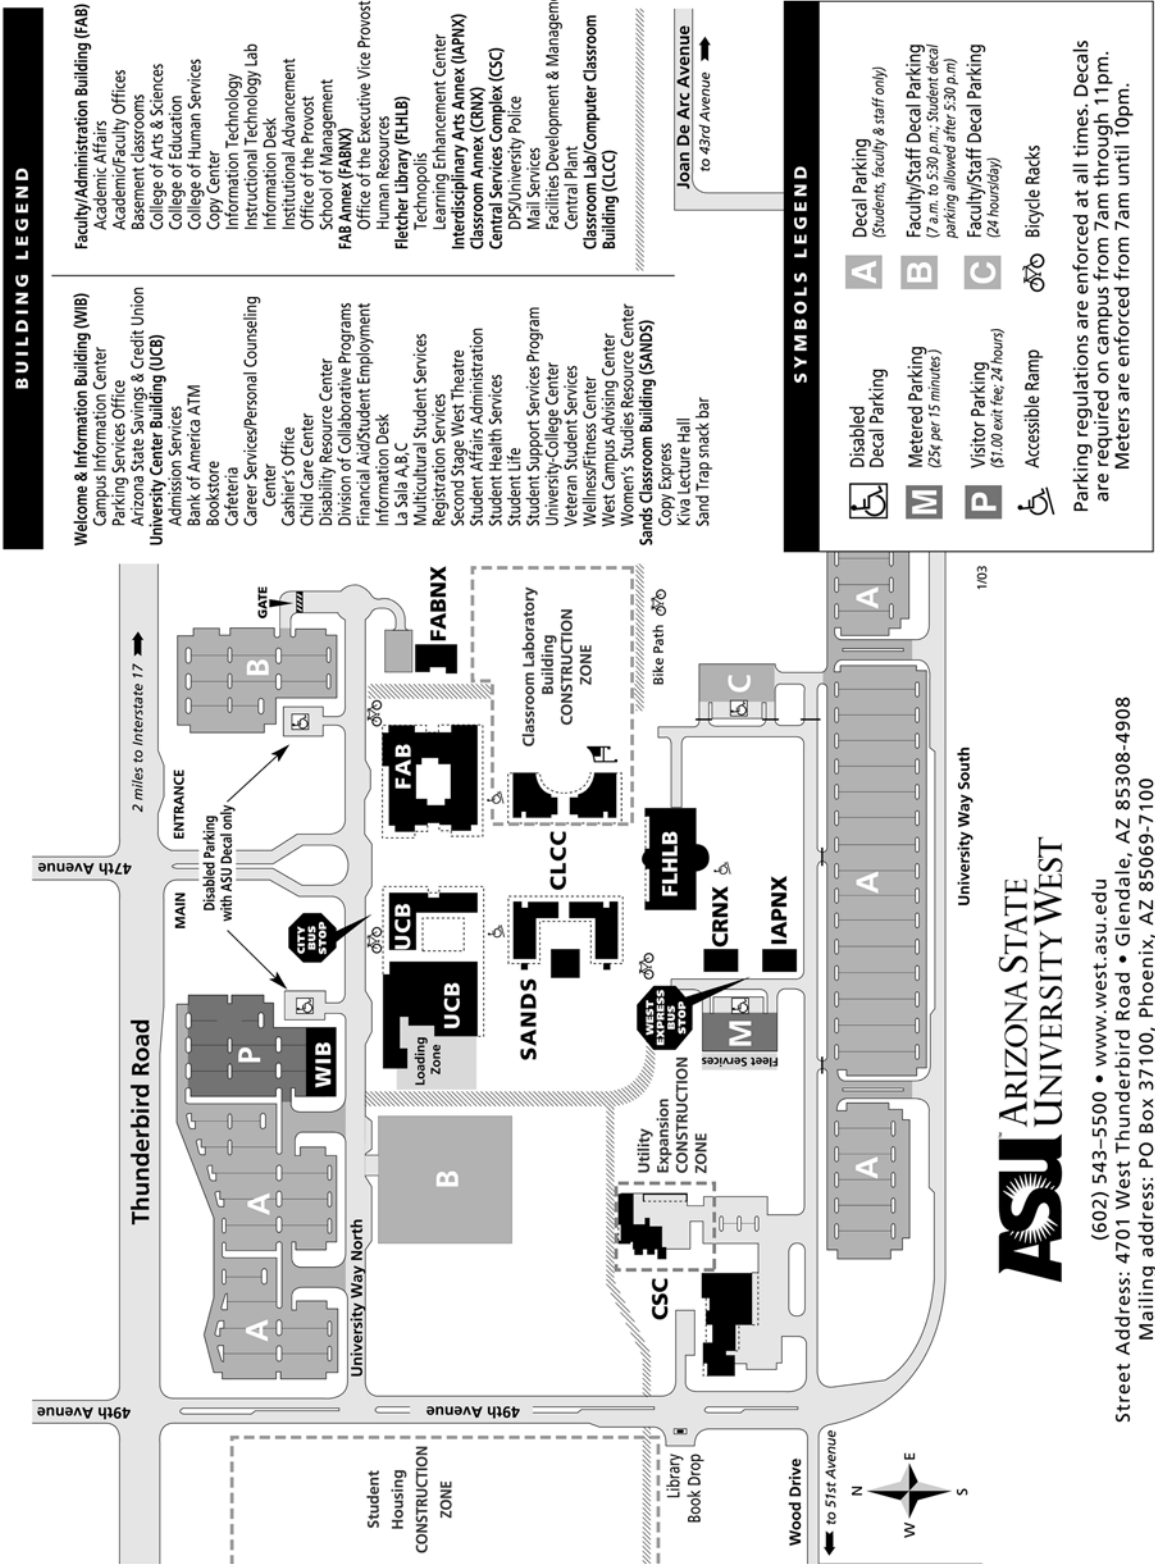 Thunderbird Road
2 miles to Interstate 17
47th Avenue
49th Avenue
49th Avenue
MAIN
ENTRANCE
Disabled Parking
with ASU Decal only
GATE
CITY
BUS
STOP
A
A
P
WIB
B
University Way North
B
Loading
Zone
UCB
UCB
FAB
FABNX
SANDS
CLCC
Classroom Laboratory
Building
CONSTRUCTION
ZONE
Student
Housing
CONSTRUCTION
ZONE
Utility
Expansion
CONSTRUCTION
ZONE
CSC
WEST
EXPRESS
BUS
STOP
Fleet Services
M
CRNX
IAPNX
FLHLB
Bike Path
C
Library
Book Drop
Wood Drive
to 51st Avenue
A
A
A
University Way South
N
W
E
S
1/03
ASU ARIZONA STATE
UNIVERSITY WEST
(602) 543–5500 • www.west.asu.edu
Street Address: 4701 West Thunderbird Road • Glendale, AZ 85308-4908
Mailing address: PO Box 37100, Phoenix, AZ 85069-7100
BUILDING LEGEND
Welcome & Information Building (WIB)
Campus Information Center
Parking Services Office
Arizona State Savings & Credit Union
University Center Building (UCB)
Admission Services
Bank of America ATM
Bookstore
Cafeteria
Career Services/Personal Counseling
Center
Cashier's Office
Child Care Center
Disability Resource Center
Division of Collaborative Programs
Financial Aid/Student Employment
Information Desk
La Sala A,B,C
Multicultural Student Services
Registration Services
Second Stage West Theatre
Student Affairs Administration
Student Health Services
Student Life
Student Support Services Program
University-College Center
Veteran Student Services
Wellness/Fitness Center
West Campus Advising Center
Women's Studies Resource Center
Sands Classroom Building (SANDS)
Copy Express
Kiva Lecture Hall
Sand Trap snack bar
Faculty/Administration Building (FAB)
Academic Affairs
Academic/Faculty Offices
Basement classrooms
College of Arts & Sciences
College of Education
College of Human Services
Copy Center
Information Technology
Instructional Technology Lab
Information Desk
Institutional Advancement
Office of the Provost
School of Management
FAB Annex (FABNX)
Office of the Executive Vice Provost
Human Resources
Fletcher Library (FLHLB)
Technopolis
Learning Enhancement Center
Interdisciplinary Arts Annex (IAPNX)
Classroom Annex (CRNX)
Central Services Complex (CSC)
DPS/University Police
Mail Services
Facilities Development & Manageme
Central Plant
Classroom Lab/Computer Classroom
Building (CLCC)
Joan De Arc Avenue
to 43rd Avenue
SYMBOLS LEGEND
Disabled
Decal Parking
M Metered Parking
(25¢ per 15 minutes)
P Visitor Parking
($1.00 exit fee; 24 hours)
Accessible Ramp
A Decal Parking
(Students, faculty & staff only)
B Faculty/Staff Decal Parking
(7 a.m. to 5:30 p.m.; Student decal
parking allowed after 5:30 p.m)
C Faculty/Staff Decal Parking
(24 hours/day)
Bicycle Racks
Parking regulations are enforced at all times. Decals
are required on campus from 7am through 11pm.
Meters are enforced from 7am until 10pm.